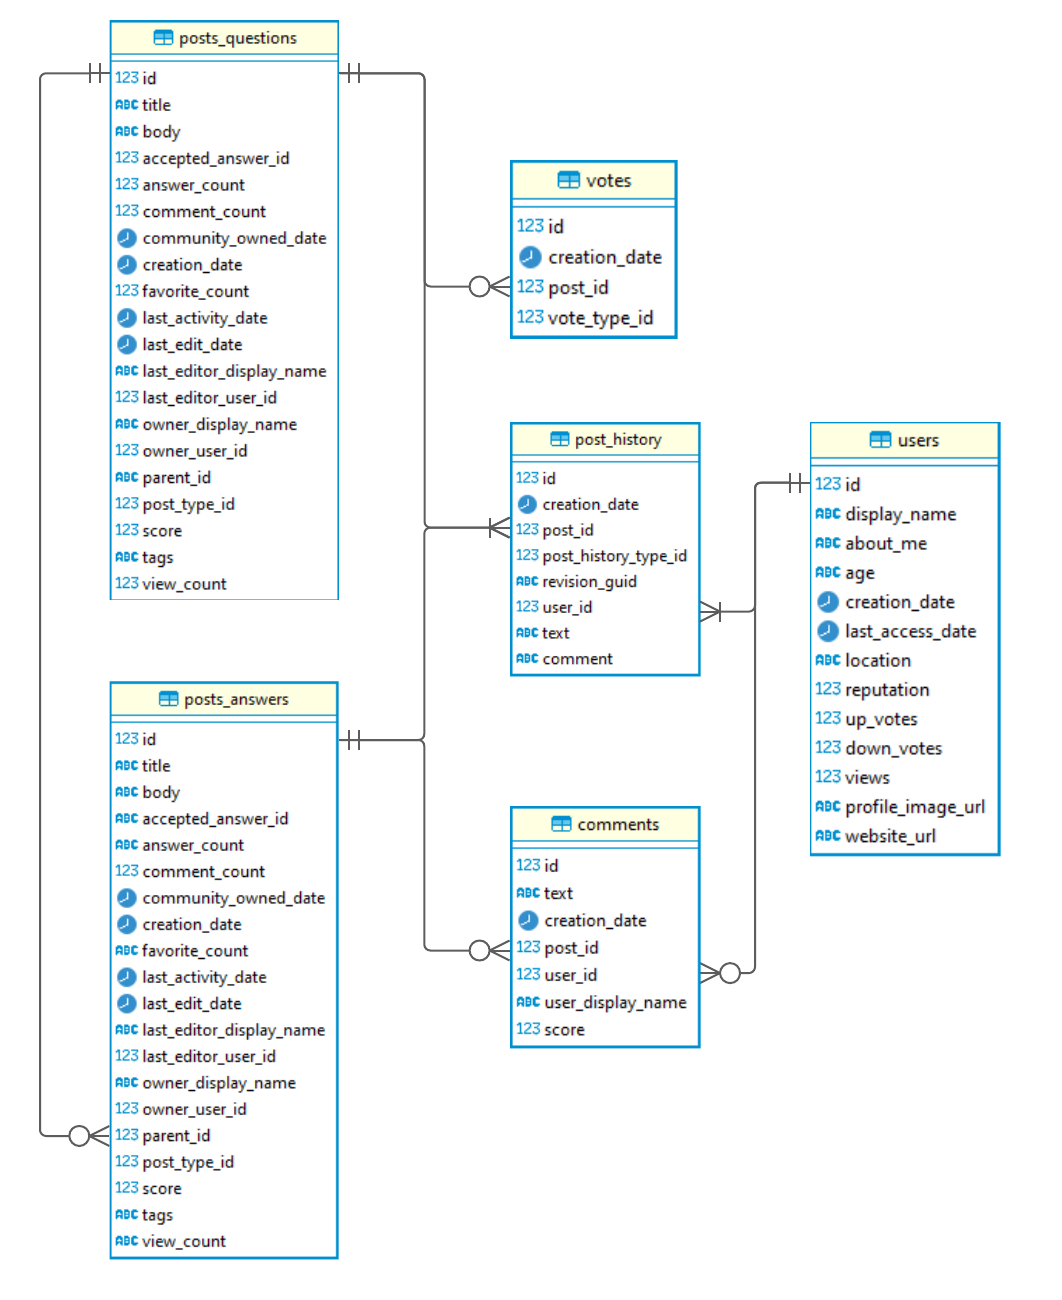 posts_questions
123 id
ABC title
ABC body
123 accepted_answer_id
123 answer_count
123 comment_count
community_owned_date
creation_date
123 favorite_count
last_activity_date
last_edit_date
ABC last_editor_display_name
123 last_editor_user_id
ABC owner_display_name
123 owner_user_id
ABC parent_id
123 post_type_id
123 score
ABC tags
123 view_count
votes
123 id
creation_date
123 post_id
123 vote_type_id
post_history
123 id
creation_date
123 post_id
123 post_history_type_id
ABC revision_guid
123 user_id
ABC text
ABC comment
users
123 id
ABC display_name
ABC about_me
ABC age
creation_date
last_access_date
ABC location
123 reputation
123 up_votes
123 down_votes
123 views
ABC profile_image_url
ABC website_url
posts_answers
123 id
ABC title
ABC body
ABC accepted_answer_id
ABC answer_count
123 comment_count
community_owned_date
creation_date
ABC favorite_count
last_activity_date
last_edit_date
ABC last_editor_display_name
123 last_editor_user_id
ABC owner_display_name
123 owner_user_id
123 parent_id
123 post_type_id
123 score
ABC tags
ABC view_count
comments
123 id
ABC text
creation_date
123 post_id
123 user_id
ABC user_display_name
123 score